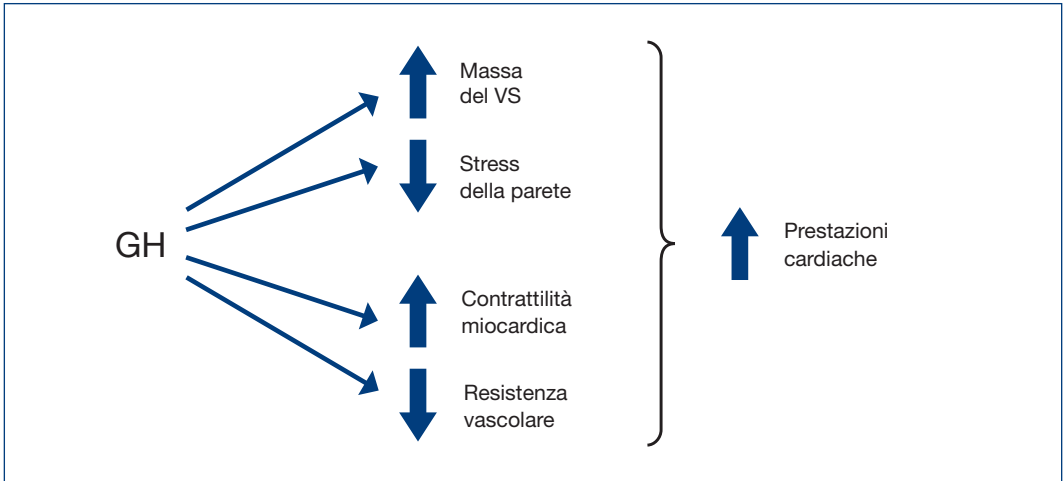 Massa
del VS
Stress
della parete
GH
Prestazioni
cardiache
Contrattilità
miocardica
Resistenza
vascolare